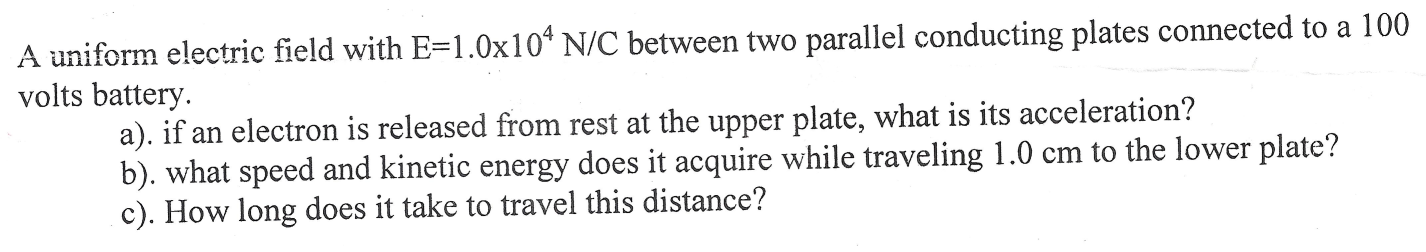 A uniform electric field with E=1.0x10⁴ N/C between two parallel conducting plates connected to a 100
volts battery.
a). if an electron is released from rest at the upper plate, what is its acceleration?
b). what speed and kinetic energy does it acquire while traveling 1.0 cm to the lower plate?
c). How long does it take to travel this distance?